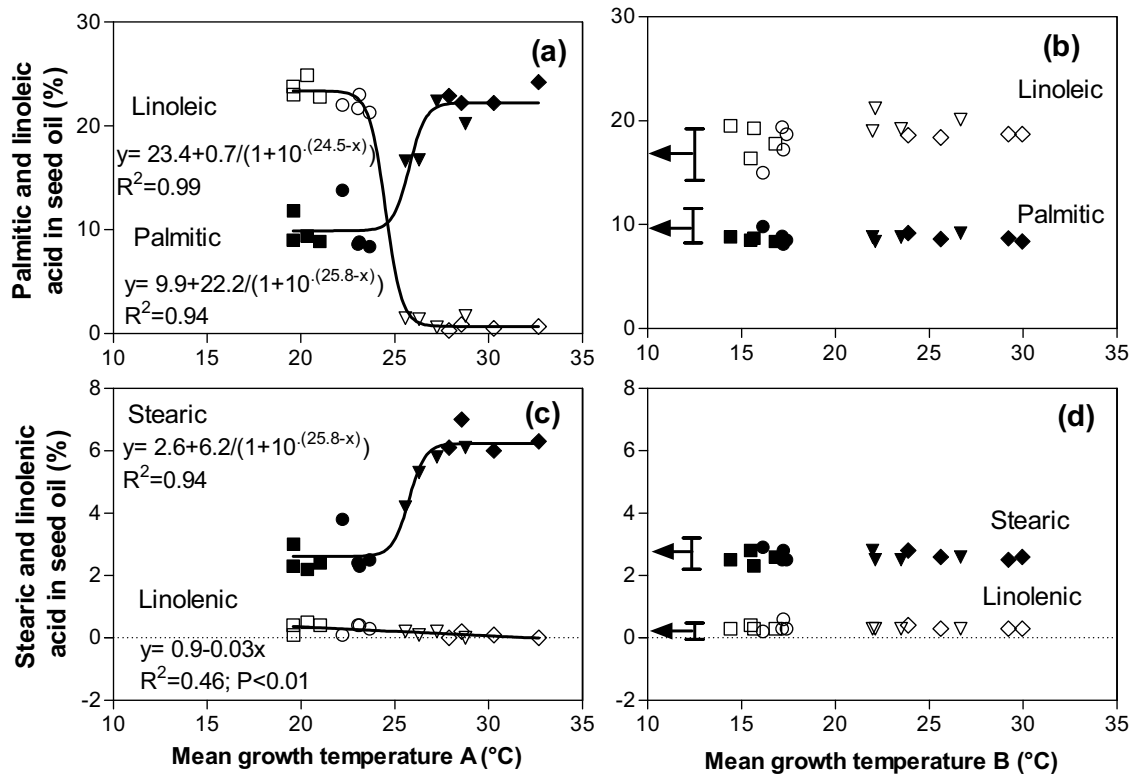 (a)
30
20
10
0
Palmitic and linoleic
acid in seed oil (%)
Linoleic
y= 23.4+0.7/(1+10^.(24.5-x))
R²=0.99
Palmitic
y= 9.9+22.2/(1+10^.(25.8-x))
R²=0.94
10 15 20 25 30 35
(b)
30
20
10
0
Linoleic
Palmitic
10 15 20 25 30 35
(c)
8
6
4
2
0
-2
Stearic and linolenic
acid in seed oil (%)
Stearic
y= 2.6+6.2/(1+10^.(25.8-x))
R²=0.94
Linolenic
y= 0.9-0.03x
R²=0.46; P<0.01
10 15 20 25 30 35
Mean growth temperature A (°C)
(d)
8
6
4
2
0
-2
Stearic
Linolenic
10 15 20 25 30 35
Mean growth temperature B (°C)